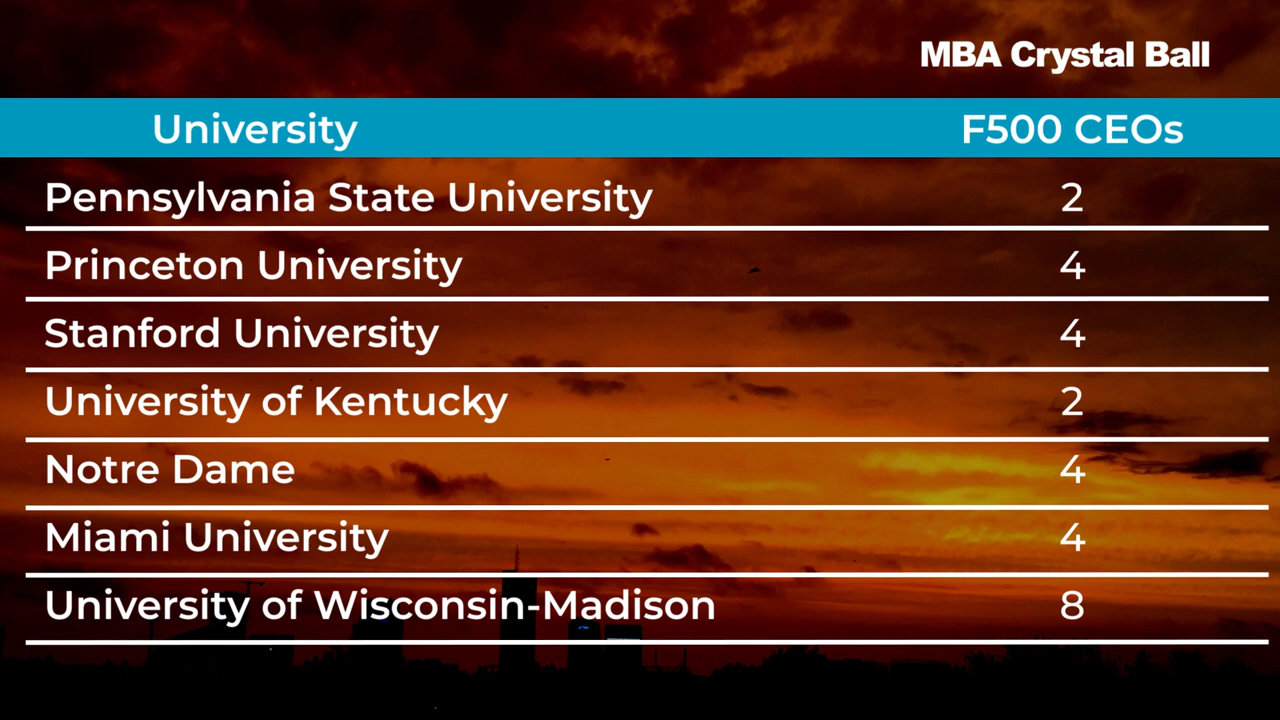 MBA Crystal Ball
University F500 CEOs
Pennsylvania State University 2
Princeton University 4
Stanford University 4
University of Kentucky 2
Notre Dame 4
Miami University 4
University of Wisconsin-Madison 8